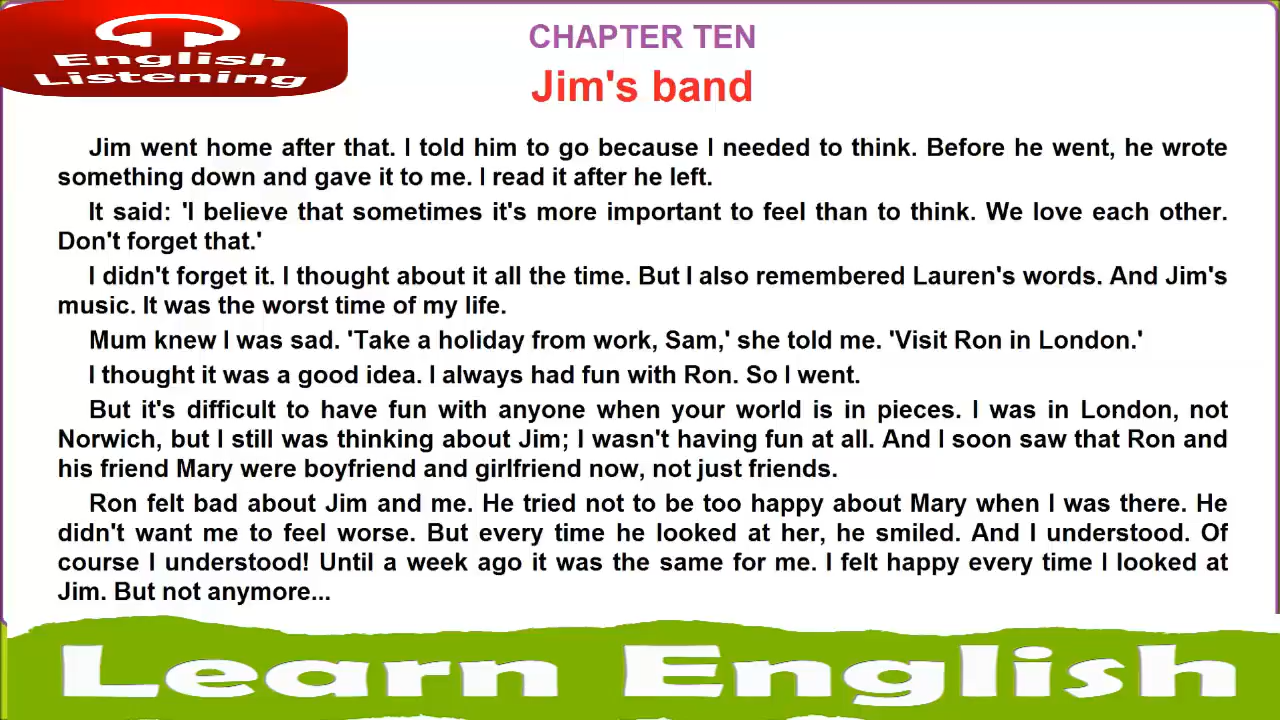 English
Listening
CHAPTER TEN
Jim's band
Jim went home after that. I told him to go because I needed to think. Before he went, he wrote
something down and gave it to me. I read it after he left.
It said: 'I believe that sometimes it's more important to feel than to think. We love each other.
Don't forget that.'
I didn't forget it. I thought about it all the time. But I also remembered Lauren's words. And Jim's
music. It was the worst time of my life.
Mum knew I was sad. 'Take a holiday from work, Sam,' she told me. 'Visit Ron in London.'
I thought it was a good idea. I always had fun with Ron. So I went.
But it's difficult to have fun with anyone when your world is in pieces. I was in London, not
Norwich, but I still was thinking about Jim; I wasn't having fun at all. And I soon saw that Ron and
his friend Mary were boyfriend and girlfriend now, not just friends.
Ron felt bad about Jim and me. He tried not to be too happy about Mary when I was there. He
didn't want me to feel worse. But every time he looked at her, he smiled. And I understood. Of
course I understood! Until a week ago it was the same for me. I felt happy every time I looked at
Jim. But not anymore...
Learn English